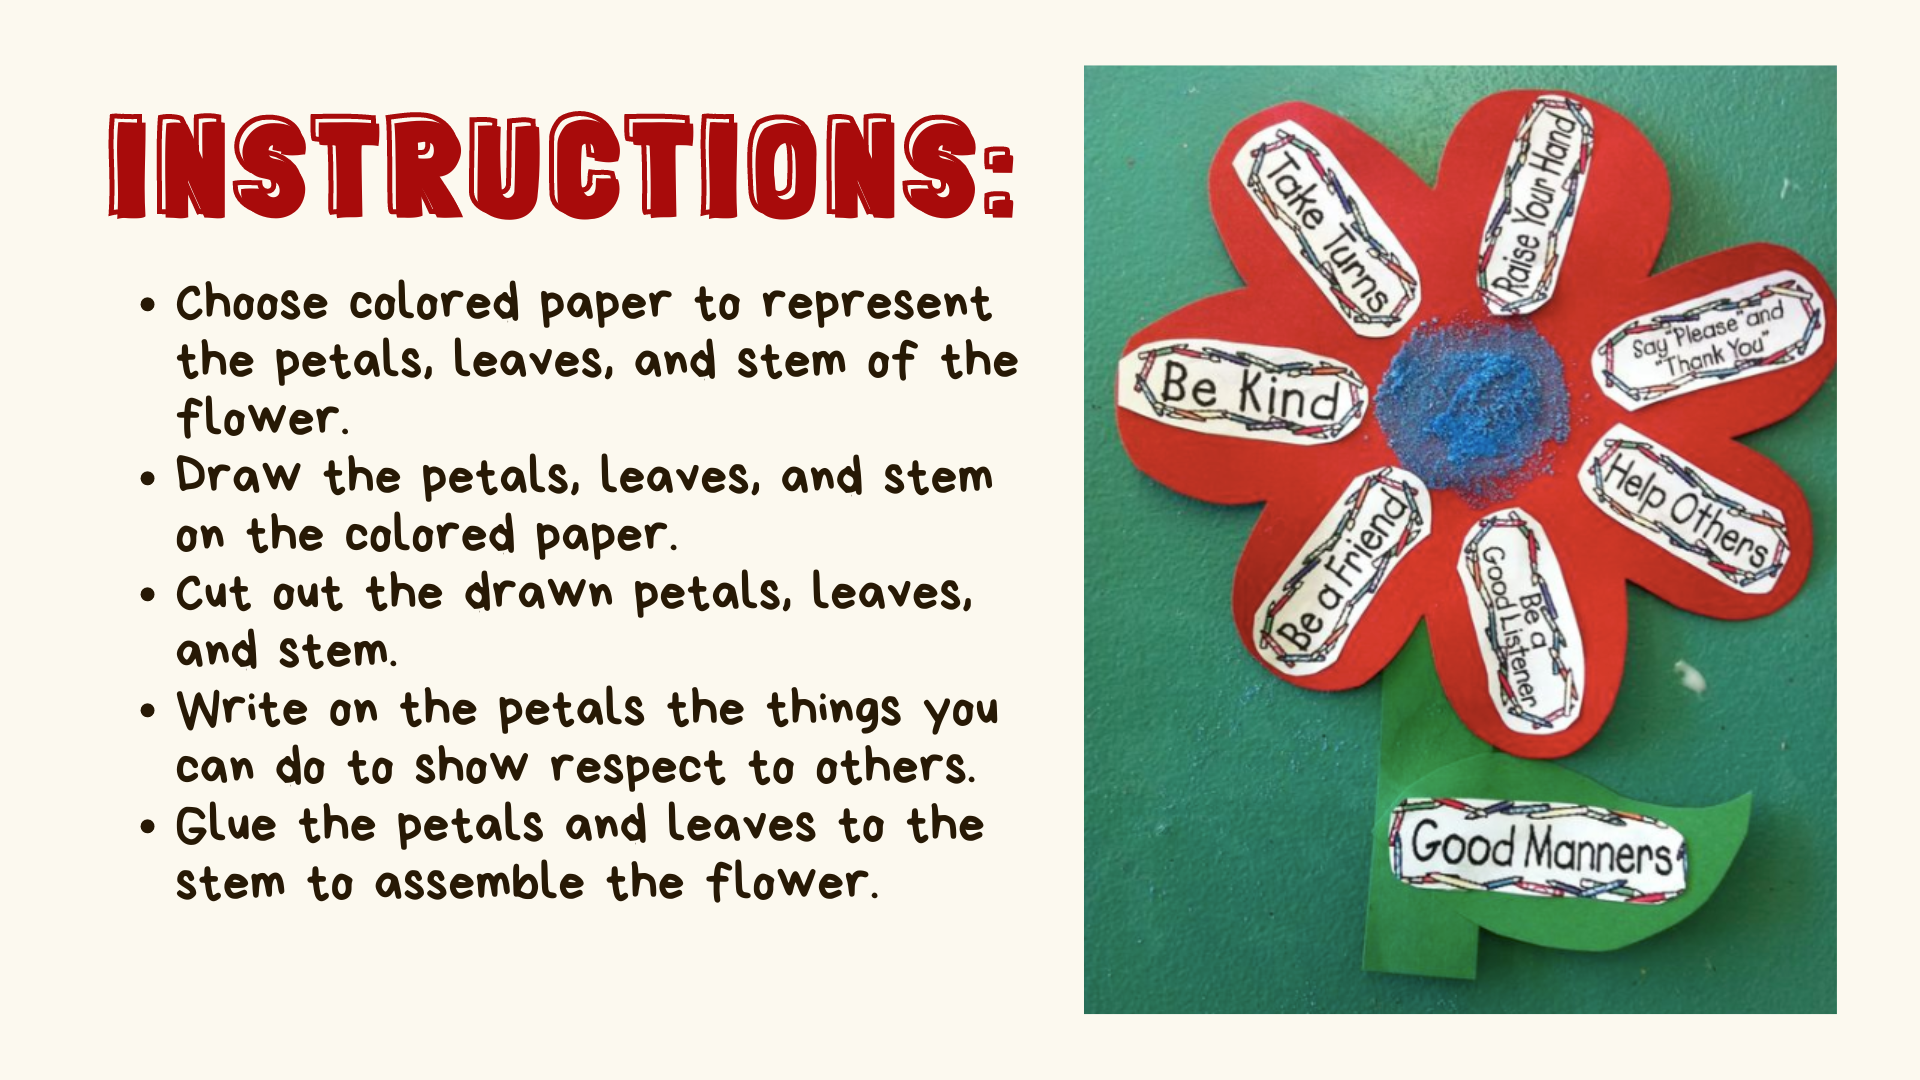 INSTRUCTIONS:
• Choose colored paper to represent
the petals, leaves, and stem of the
flower.
• Draw the petals, leaves, and stem
on the colored paper.
• Cut out the drawn petals, leaves,
and stem.
• Write on the petals the things you
can do to show respect to others.
• Glue the petals and leaves to the
stem to assemble the flower.
Take Turns
Raise Your Hand
Say "Please" and
"Thank You"
Be Kind
Help Others
Be a Friend
Be a
Good Listener
Good Manners